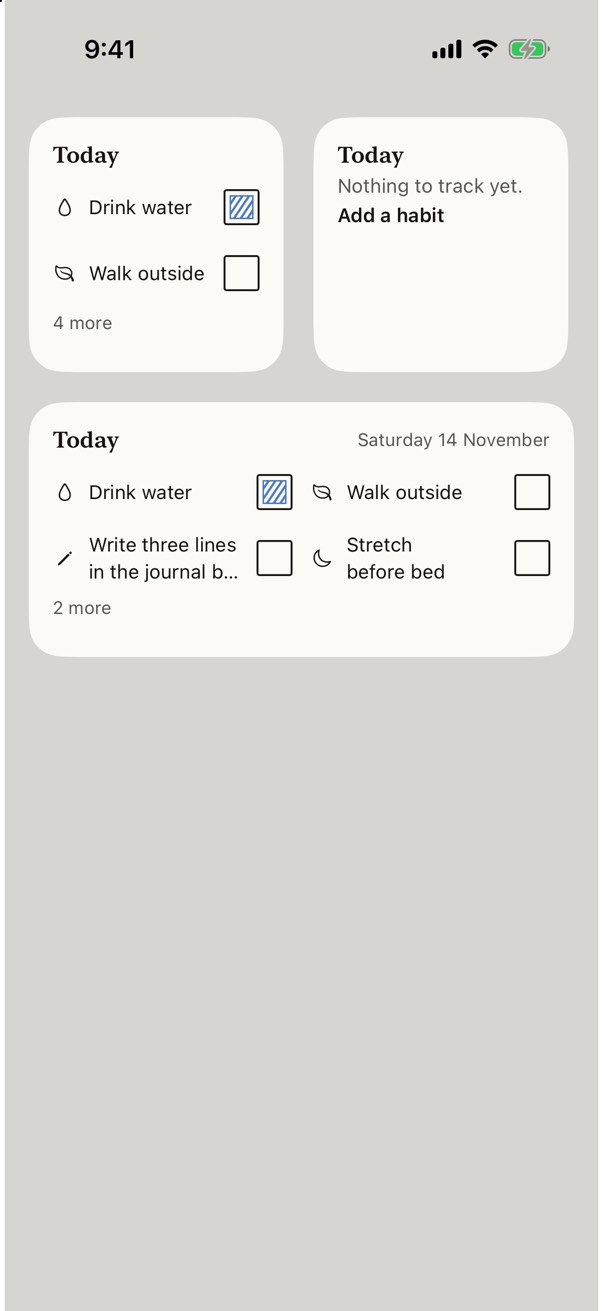 9:41
Today
Drink water
Walk outside
4 more
Today
Nothing to track yet.
Add a habit
Today
Saturday 14 November
Drink water
Walk outside
Write three lines
in the journal b...
Stretch
before bed
2 more